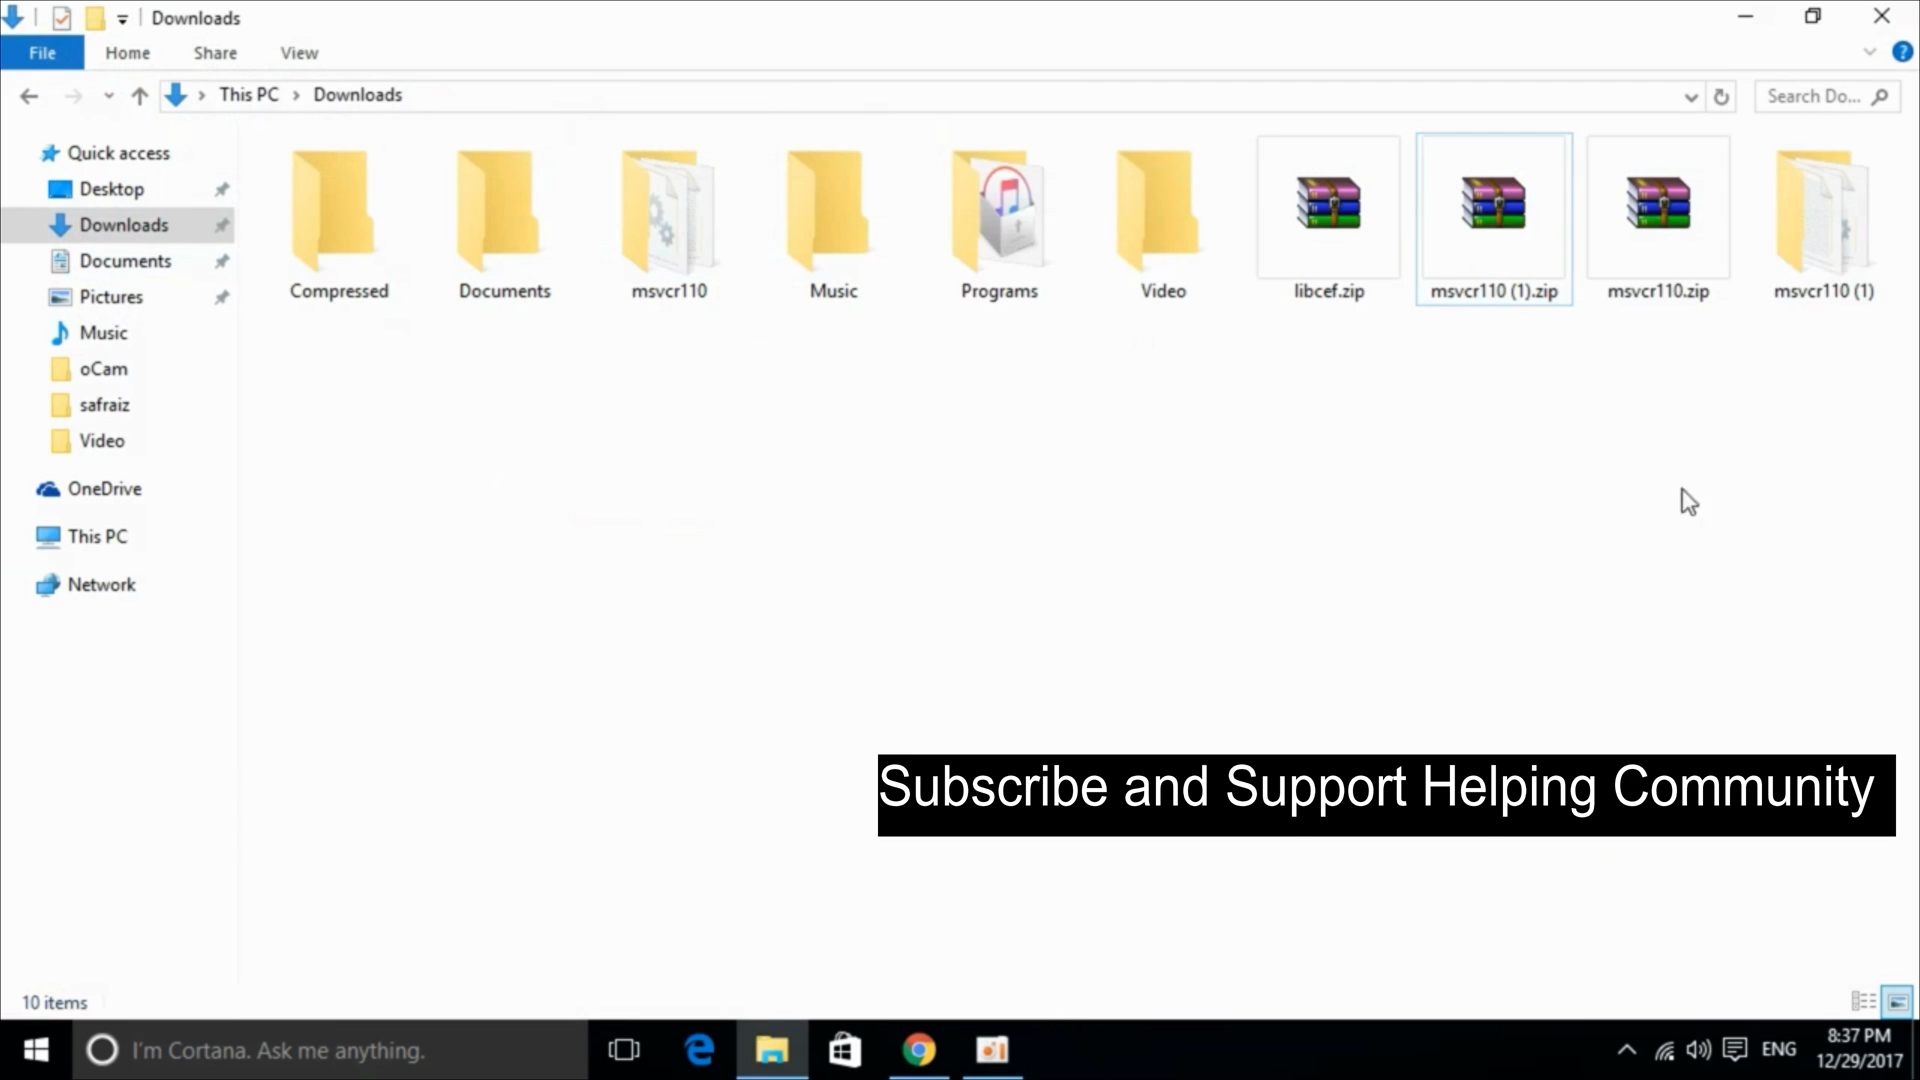 Downloads
File Home Share View
This PC > Downloads
Search Do...
Quick access
Desktop
Downloads
Documents
Pictures
Music
oCam
safraiz
Video
OneDrive
This PC
Network
Compressed Documents msvcr110 Music Programs Video libcef.zip msvcr110 (1).zip msvcr110.zip msvcr110 (1)
Subscribe and Support Helping Community
10 items
I'm Cortana. Ask me anything.
ENG
8:37 PM
12/29/2017